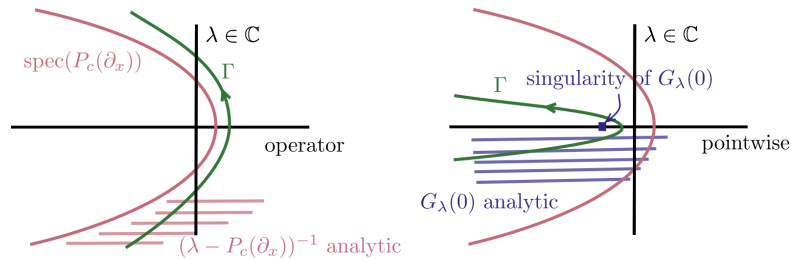 λ ∈ ℂ
spec(P_c(∂_x))
Γ
operator
(λ − P_c(∂_x))⁻¹ analytic
λ ∈ ℂ
singularity of G_λ(0)
Γ
pointwise
G_λ(0) analytic